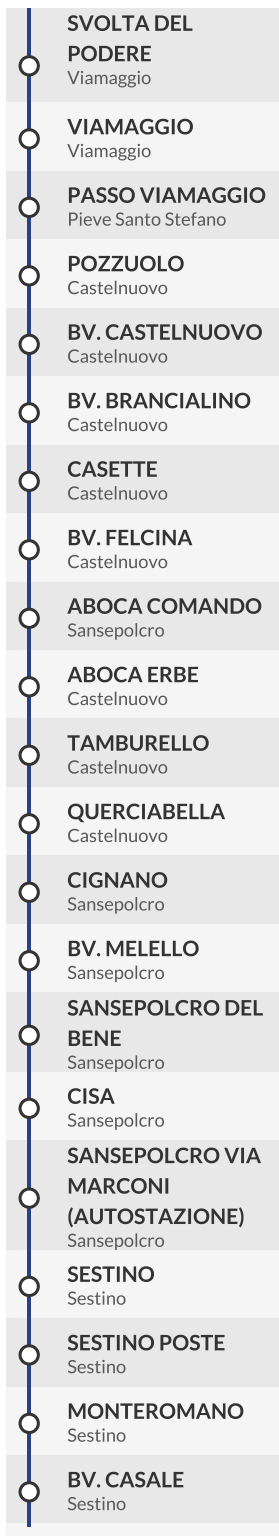 SVOLTA DEL
PODERE
Viamaggio
VIAMAGGIO
Viamaggio
PASSO VIAMAGGIO
Pieve Santo Stefano
POZZUOLO
Castelnuovo
BV. CASTELNUOVO
Castelnuovo
BV. BRANCIALINO
Castelnuovo
CASETTE
Castelnuovo
BV. FELCINA
Castelnuovo
ABOCA COMANDO
Sansepolcro
ABOCA ERBE
Castelnuovo
TAMBURELLO
Castelnuovo
QUERCIABELLA
Castelnuovo
CIGNANO
Sansepolcro
BV. MELELLO
Sansepolcro
SANSEPOLCRO DEL
BENE
Sansepolcro
CISA
Sansepolcro
SANSEPOLCRO VIA
MARCONI
(AUTOSTAZIONE)
Sansepolcro
SESTINO
Sestino
SESTINO POSTE
Sestino
MONTEROMANO
Sestino
BV. CASALE
Sestino